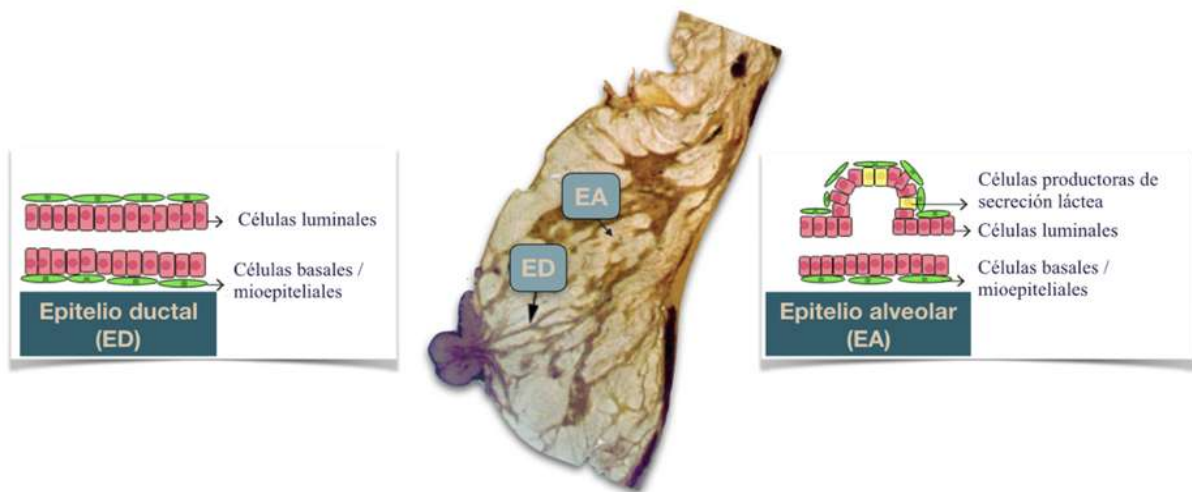 Células luminales
Células basales /
mioepiteliales
Epitelio ductal
(ED)
EA
ED
Células productoras de
secreción láctea
Células luminales
Células basales /
mioepiteliales
Epitelio alveolar
(EA)